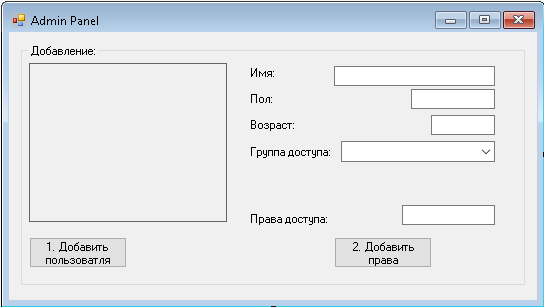 Admin Panel
Добавление:
Имя:
Пол:
Возраст:
Группа доступа:
Права доступа:
1. Добавить
пользоватля
2. Добавить
права